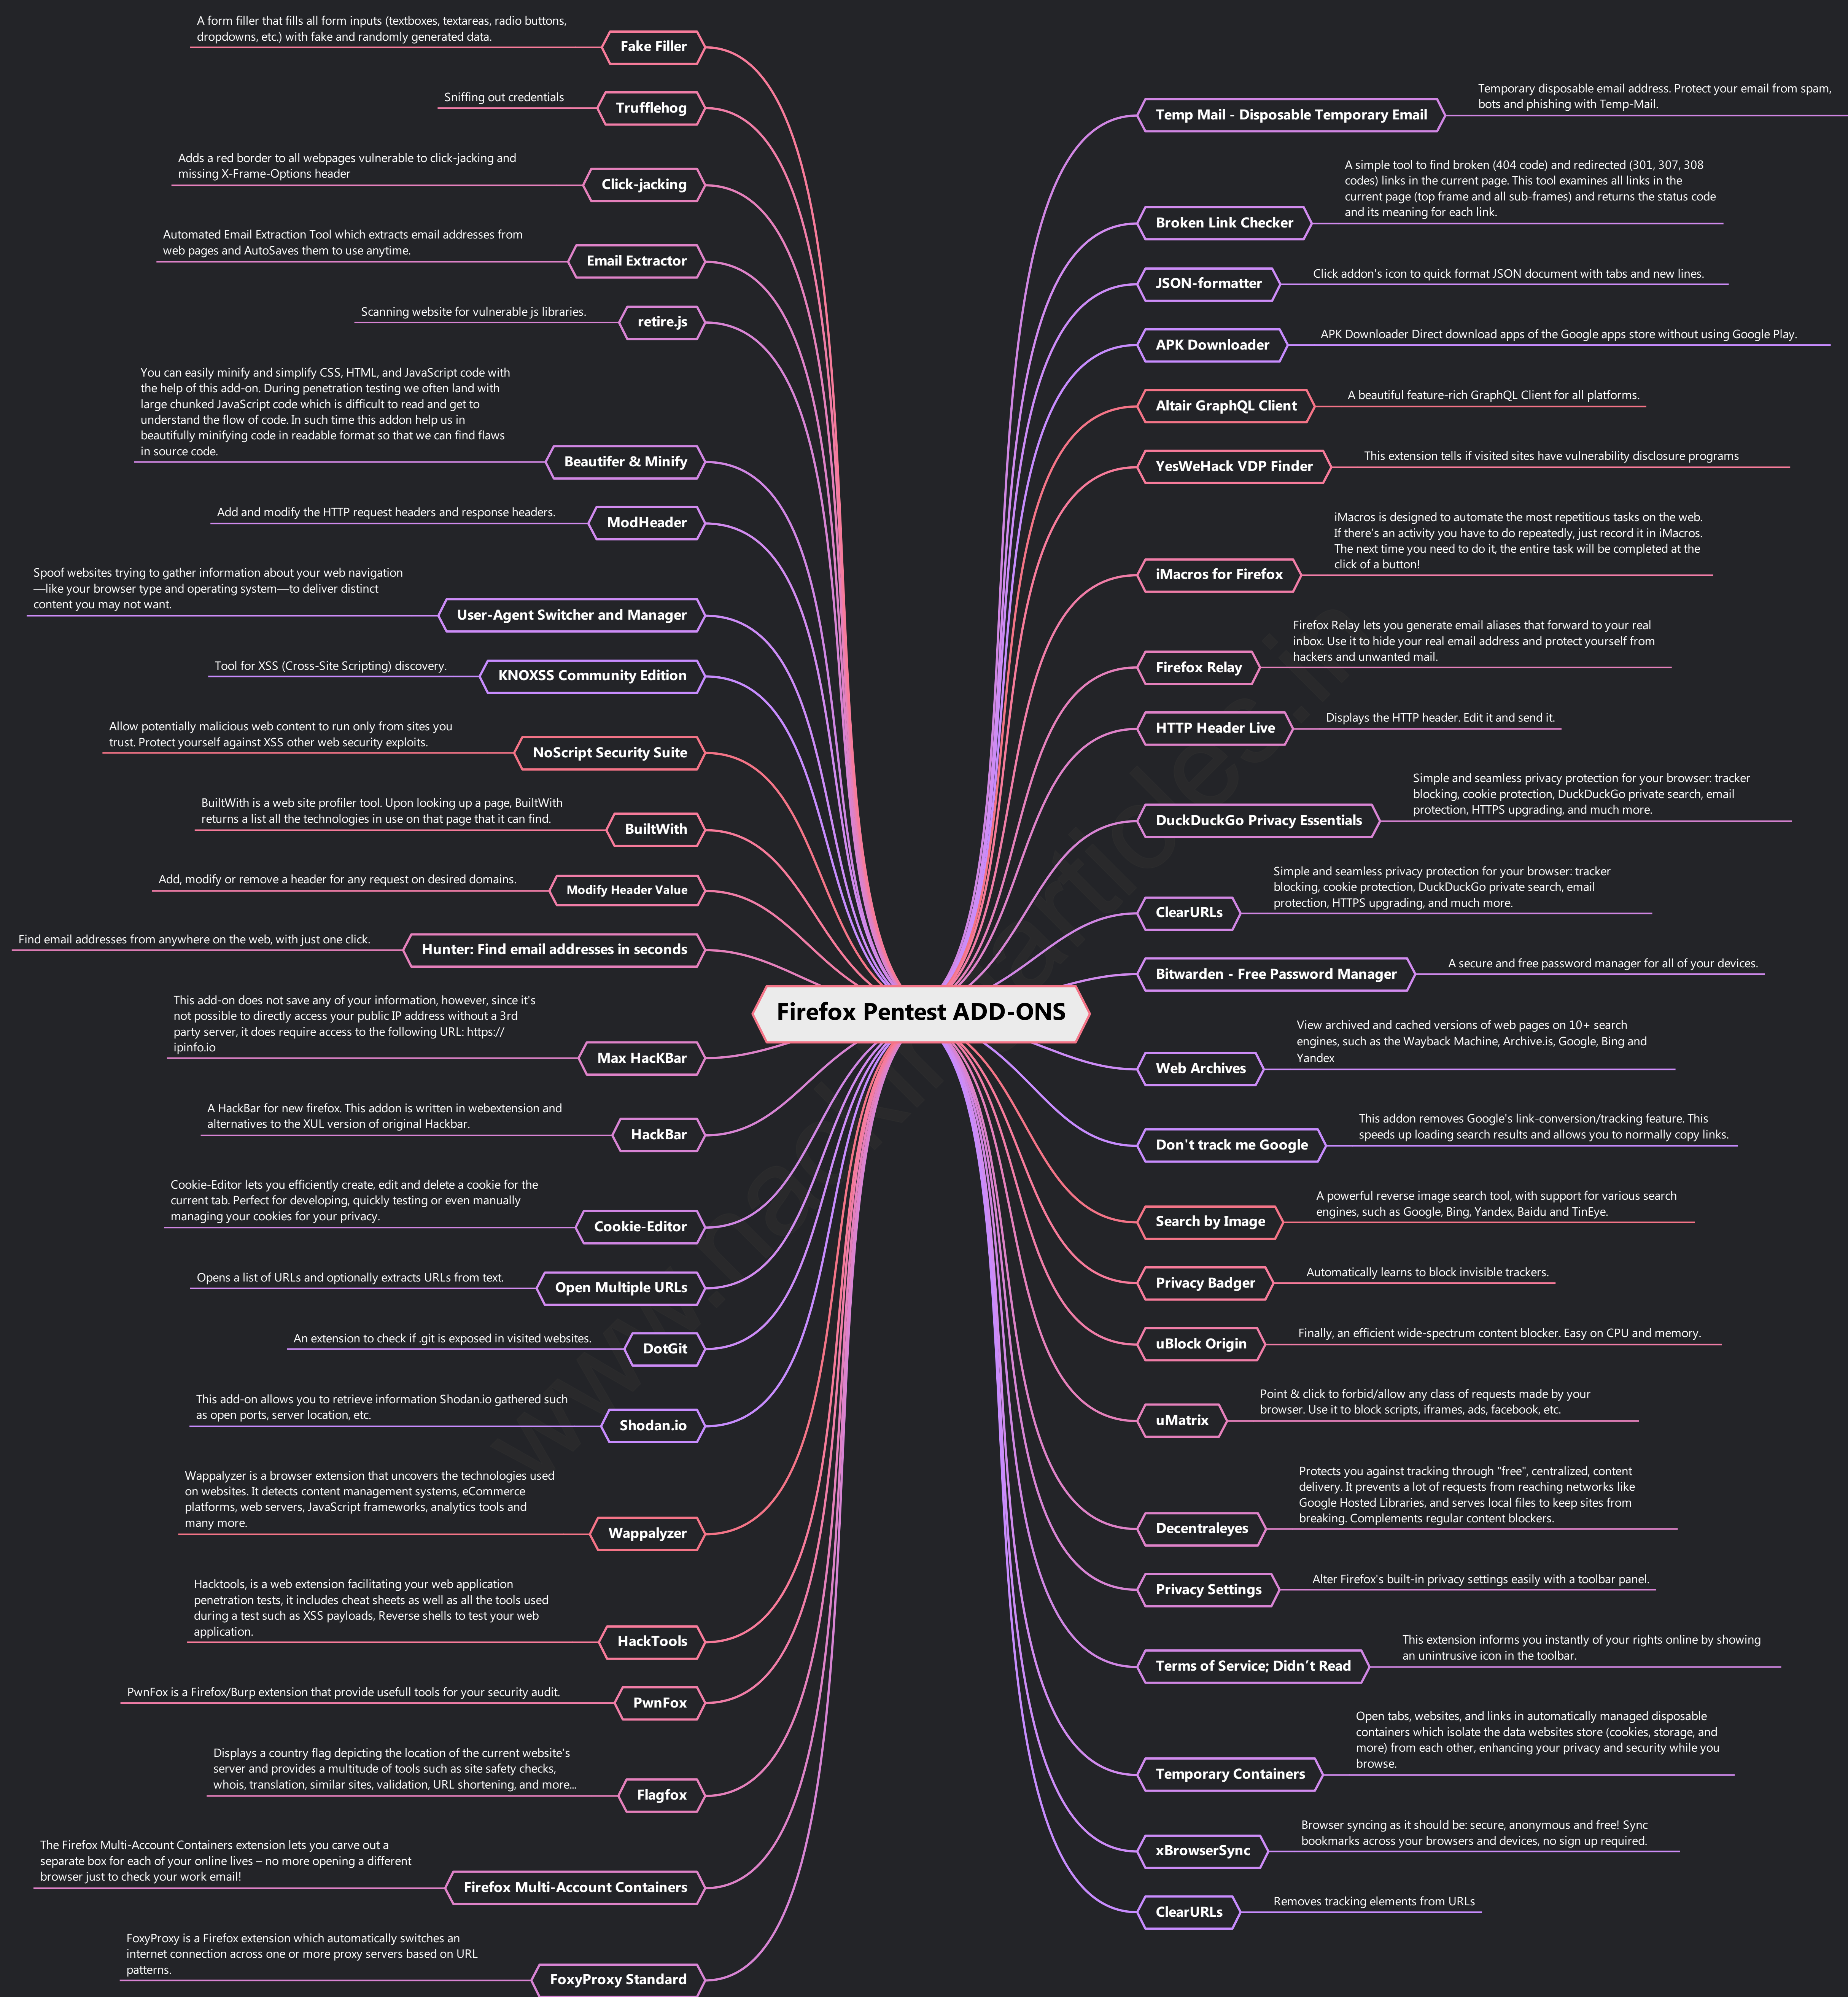 A form filler that fills all form inputs (textboxes, textareas, radio buttons,
dropdowns, etc.) with fake and randomly generated data.
Fake Filler
Sniffing out credentials
Trufflehog
Adds a red border to all webpages vulnerable to click-jacking and
missing X-Frame-Options header
Click-jacking
Automated Email Extraction Tool which extracts email addresses from
web pages and AutoSaves them to use anytime.
Email Extractor
Scanning website for vulnerable js libraries.
retire.js
You can easily minify and simplify CSS, HTML, and JavaScript code with
the help of this add-on. During penetration testing we often land with
large chunked JavaScript code which is difficult to read and get to
understand the flow of code. In such time this addon help us in
beautifully minifying code in readable format so that we can find flaws
in source code.
Beautifer & Minify
Add and modify the HTTP request headers and response headers.
ModHeader
Spoof websites trying to gather information about your web navigation
—like your browser type and operating system—to deliver distinct
content you may not want.
User-Agent Switcher and Manager
Tool for XSS (Cross-Site Scripting) discovery.
KNOXSS Community Edition
Allow potentially malicious web content to run only from sites you
trust. Protect yourself against XSS other web security exploits.
NoScript Security Suite
BuiltWith is a web site profiler tool. Upon looking up a page, BuiltWith
returns a list all the technologies in use on that page that it can find.
BuiltWith
Add, modify or remove a header for any request on desired domains.
Modify Header Value
Find email addresses from anywhere on the web, with just one click.
Hunter: Find email addresses in seconds
This add-on does not save any of your information, however, since it's
not possible to directly access your public IP address without a 3rd
party server, it does require access to the following URL: https://
ipinfo.io
Max HacKBar
A HackBar for new firefox. This addon is written in webextension and
alternatives to the XUL version of original Hackbar.
HackBar
Cookie-Editor lets you efficiently create, edit and delete a cookie for the
current tab. Perfect for developing, quickly testing or even manually
managing your cookies for your privacy.
Cookie-Editor
Opens a list of URLs and optionally extracts URLs from text.
Open Multiple URLs
An extension to check if .git is exposed in visited websites.
DotGit
This add-on allows you to retrieve information Shodan.io gathered such
as open ports, server location, etc.
Shodan.io
Wappalyzer is a browser extension that uncovers the technologies used
on websites. It detects content management systems, eCommerce
platforms, web servers, JavaScript frameworks, analytics tools and
many more.
Wappalyzer
Hacktools, is a web extension facilitating your web application
penetration tests, it includes cheat sheets as well as all the tools used
during a test such as XSS payloads, Reverse shells to test your web
application.
HackTools
PwnFox is a Firefox/Burp extension that provide usefull tools for your security audit.
PwnFox
Displays a country flag depicting the location of the current website's
server and provides a multitude of tools such as site safety checks,
whois, translation, similar sites, validation, URL shortening, and more...
Flagfox
The Firefox Multi-Account Containers extension lets you carve out a
separate box for each of your online lives – no more opening a different
browser just to check your work email!
Firefox Multi-Account Containers
FoxyProxy is a Firefox extension which automatically switches an
internet connection across one or more proxy servers based on URL
patterns.
FoxyProxy Standard
Firefox Pentest ADD-ONS
Temp Mail - Disposable Temporary Email
Temporary disposable email address. Protect your email from spam,
bots and phishing with Temp-Mail.
Broken Link Checker
A simple tool to find broken (404 code) and redirected (301, 307, 308
codes) links in the current page. This tool examines all links in the
current page (top frame and all sub-frames) and returns the status code
and its meaning for each link.
JSON-formatter
Click addon's icon to quick format JSON document with tabs and new lines.
APK Downloader
APK Downloader Direct download apps of the Google apps store without using Google Play.
Altair GraphQL Client
A beautiful feature-rich GraphQL Client for all platforms.
YesWeHack VDP Finder
This extension tells if visited sites have vulnerability disclosure programs
iMacros for Firefox
iMacros is designed to automate the most repetitious tasks on the web.
If there’s an activity you have to do repeatedly, just record it in iMacros.
The next time you need to do it, the entire task will be completed at the
click of a button!
Firefox Relay
Firefox Relay lets you generate email aliases that forward to your real
inbox. Use it to hide your real email address and protect yourself from
hackers and unwanted mail.
HTTP Header Live
Displays the HTTP header. Edit it and send it.
DuckDuckGo Privacy Essentials
Simple and seamless privacy protection for your browser: tracker
blocking, cookie protection, DuckDuckGo private search, email
protection, HTTPS upgrading, and much more.
ClearURLs
Simple and seamless privacy protection for your browser: tracker
blocking, cookie protection, DuckDuckGo private search, email
protection, HTTPS upgrading, and much more.
Bitwarden - Free Password Manager
A secure and free password manager for all of your devices.
Web Archives
View archived and cached versions of web pages on 10+ search
engines, such as the Wayback Machine, Archive.is, Google, Bing and
Yandex
Don't track me Google
This addon removes Google's link-conversion/tracking feature. This
speeds up loading search results and allows you to normally copy links.
Search by Image
A powerful reverse image search tool, with support for various search
engines, such as Google, Bing, Yandex, Baidu and TinEye.
Privacy Badger
Automatically learns to block invisible trackers.
uBlock Origin
Finally, an efficient wide-spectrum content blocker. Easy on CPU and memory.
uMatrix
Point & click to forbid/allow any class of requests made by your
browser. Use it to block scripts, iframes, ads, facebook, etc.
Decentraleyes
Protects you against tracking through "free", centralized, content
delivery. It prevents a lot of requests from reaching networks like
Google Hosted Libraries, and serves local files to keep sites from
breaking. Complements regular content blockers.
Privacy Settings
Alter Firefox's built-in privacy settings easily with a toolbar panel.
Terms of Service; Didn’t Read
This extension informs you instantly of your rights online by showing
an unintrusive icon in the toolbar.
Temporary Containers
Open tabs, websites, and links in automatically managed disposable
containers which isolate the data websites store (cookies, storage, and
more) from each other, enhancing your privacy and security while you
browse.
xBrowserSync
Browser syncing as it should be: secure, anonymous and free! Sync
bookmarks across your browsers and devices, no sign up required.
ClearURLs
Removes tracking elements from URLs